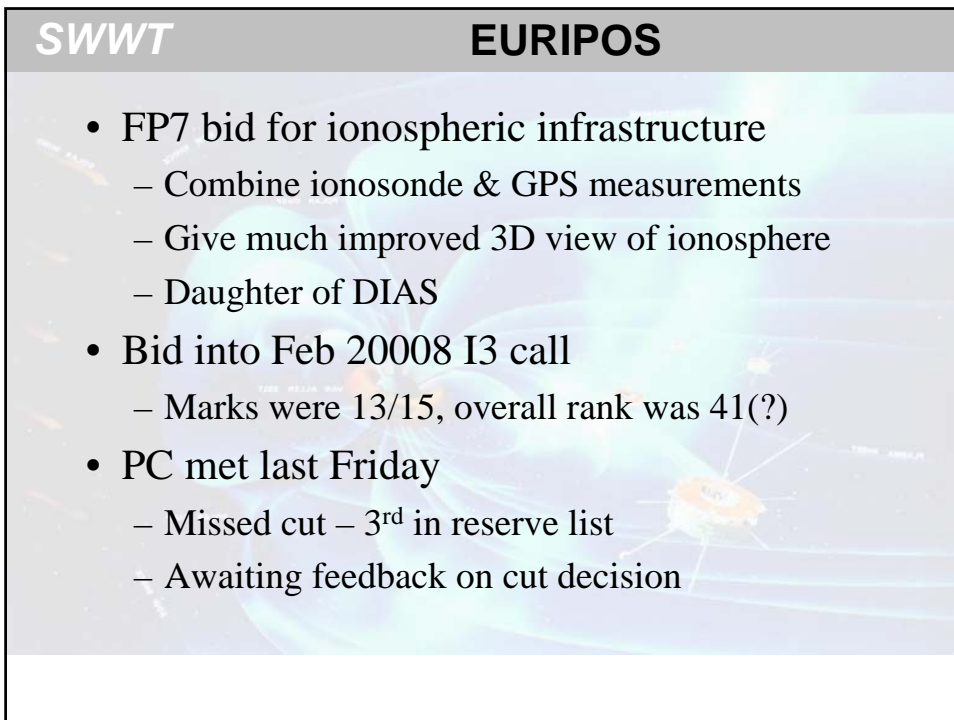 SWWT
EURIPOS
• FP7 bid for ionospheric infrastructure
– Combine ionosonde & GPS measurements
– Give much improved 3D view of ionosphere
– Daughter of DIAS
• Bid into Feb 20008 I3 call
– Marks were 13/15, overall rank was 41(?)
• PC met last Friday
– Missed cut – 3rd in reserve list
– Awaiting feedback on cut decision